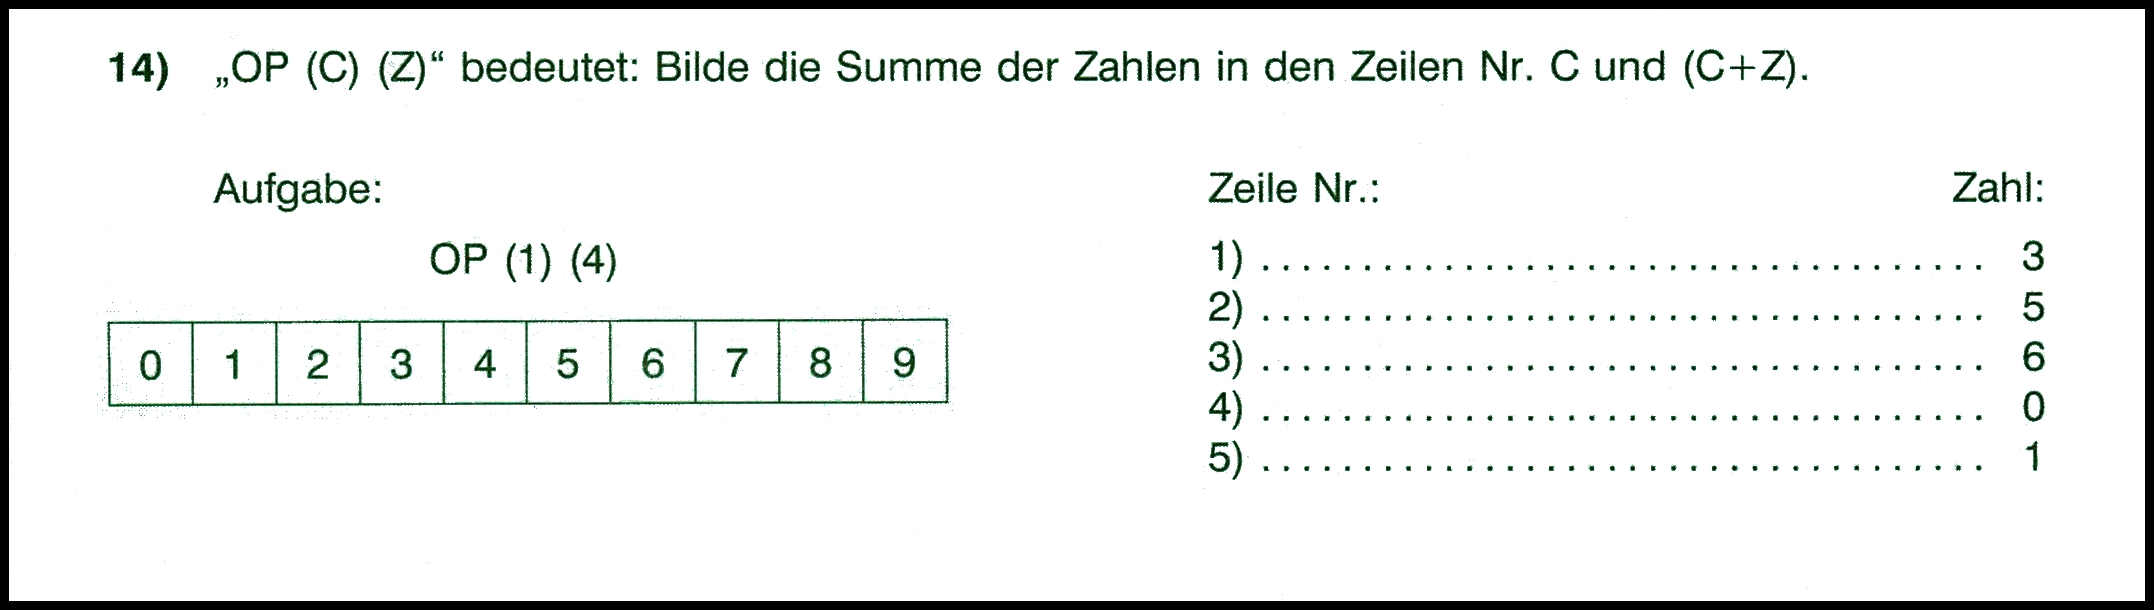 14) „OP (C) (Z)“ bedeutet: Bilde die Summe der Zahlen in den Zeilen Nr. C und (C+Z).
Aufgabe:
OP (1) (4)
0 1 2 3 4 5 6 7 8 9
Zeile Nr.: Zahl:
1) .................................... 3
2) .................................... 5
3) .................................... 6
4) .................................... 0
5) .................................... 1